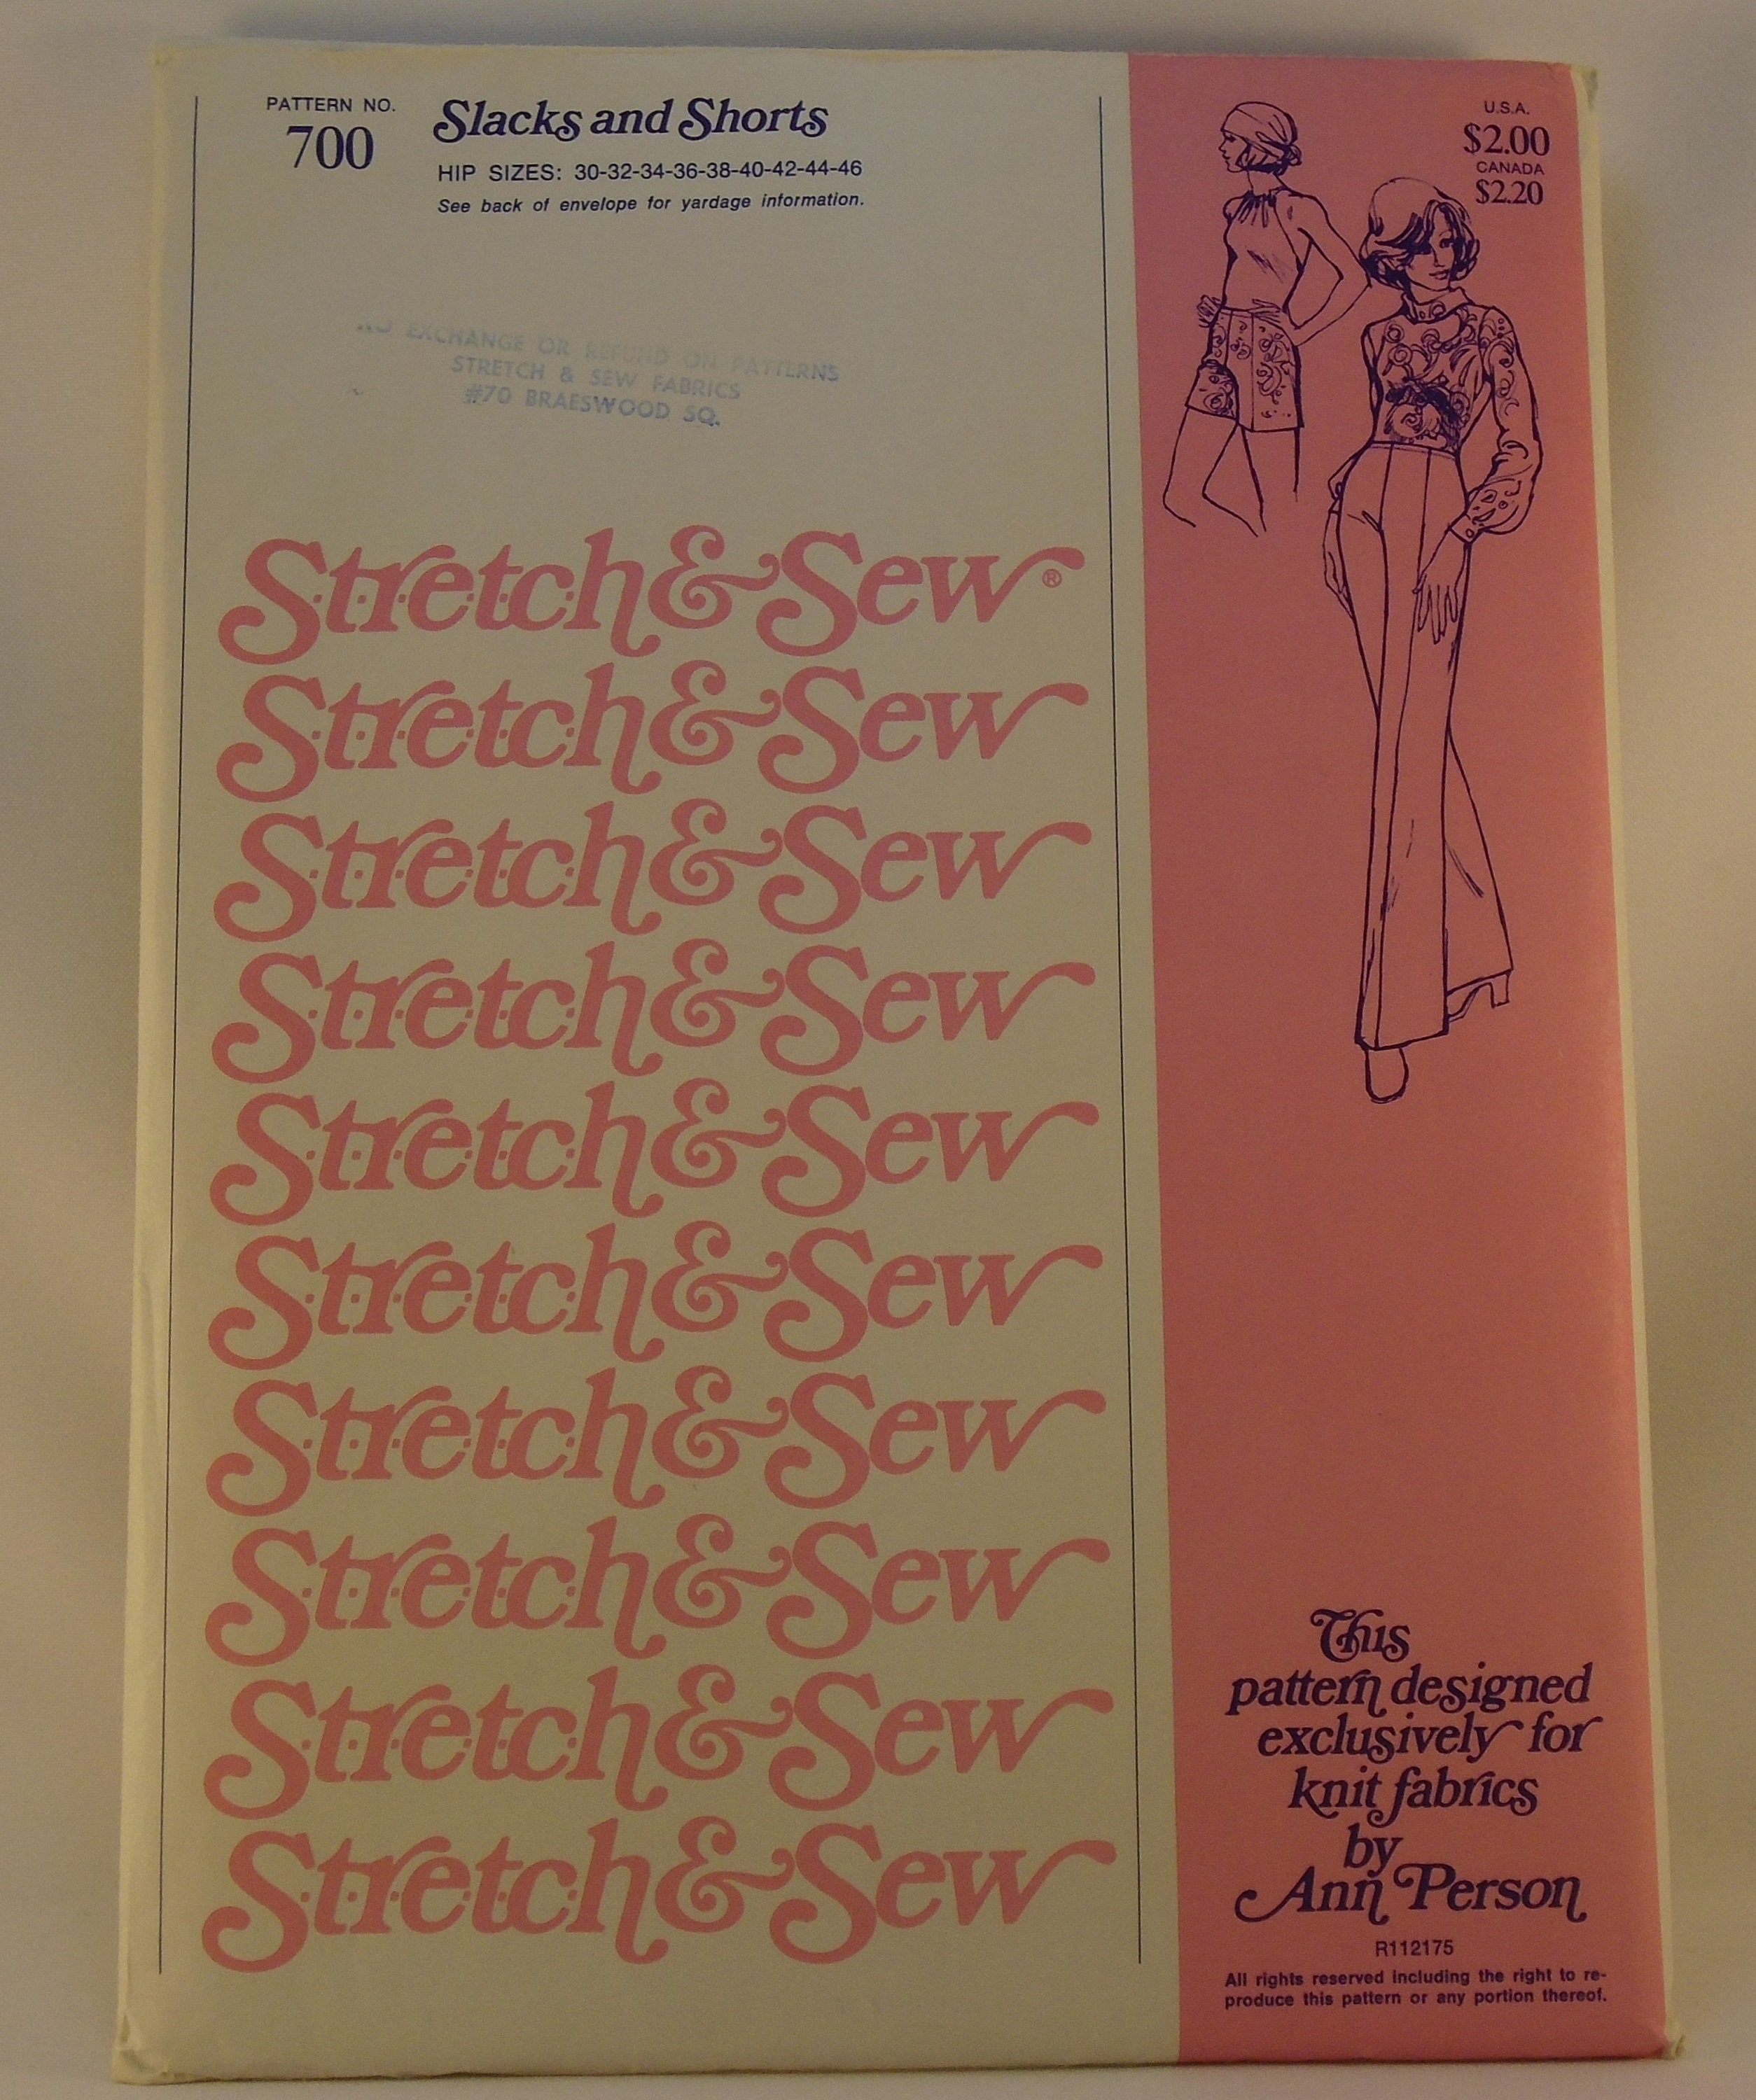 PATTERN NO.
700
Slacks and Shorts
HIP SIZES: 30-32-34-36-38-40-42-44-46
See back of envelope for yardage information.
NO EXCHANGE OR REFUND ON PATTERNS
STRETCH & SEW FABRICS
#70 BRAESWOOD SQ.
Stretch & Sew®
Stretch & Sew
Stretch & Sew
Stretch & Sew
Stretch & Sew
Stretch & Sew
Stretch & Sew
Stretch & Sew
Stretch & Sew
Stretch & Sew
U.S.A.
$2.00
CANADA
$2.20
This
pattern designed
exclusively for
knit fabrics
by
Ann Person
R112175
All rights reserved including the right to re-
produce this pattern or any portion thereof.